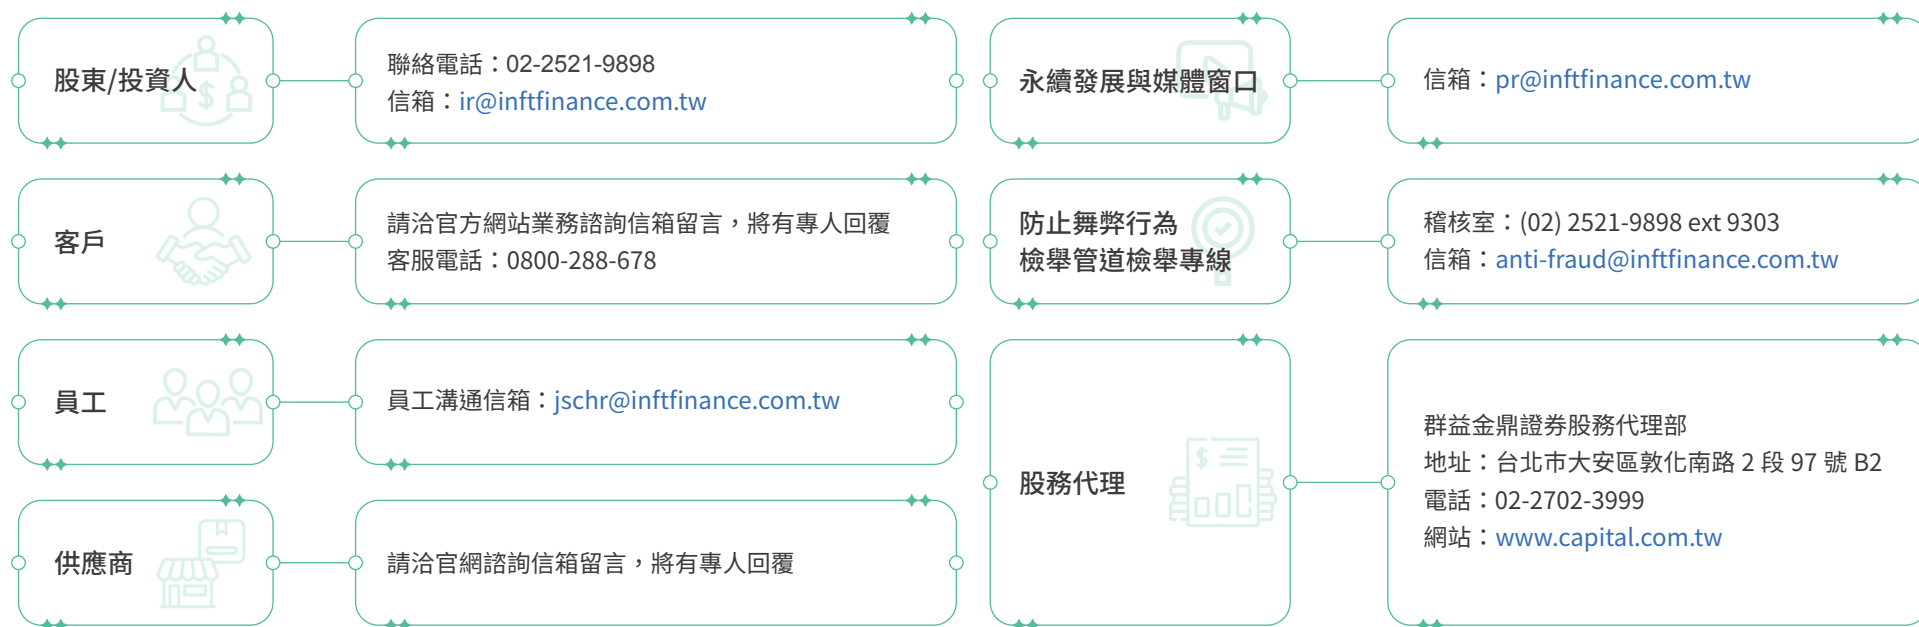 股東/投資人
聯絡電話：02-2521-9898
信箱：ir@inftfinance.com.tw
客戶
請洽官方網站業務諮詢信箱留言，將有專人回覆
客服電話：0800-288-678
員工
員工溝通信箱：jschr@inftfinance.com.tw
供應商
請洽官網諮詢信箱留言，將有專人回覆
永續發展與媒體窗口
信箱：pr@inftfinance.com.tw
防止舞弊行為
檢舉管道檢舉專線
稽核室：(02) 2521-9898 ext 9303
信箱：anti-fraud@inftfinance.com.tw
股務代理
群益金鼎證券股務代理部
地址：台北市大安區敦化南路 2 段 97 號 B2
電話：02-2702-3999
網站：www.capital.com.tw